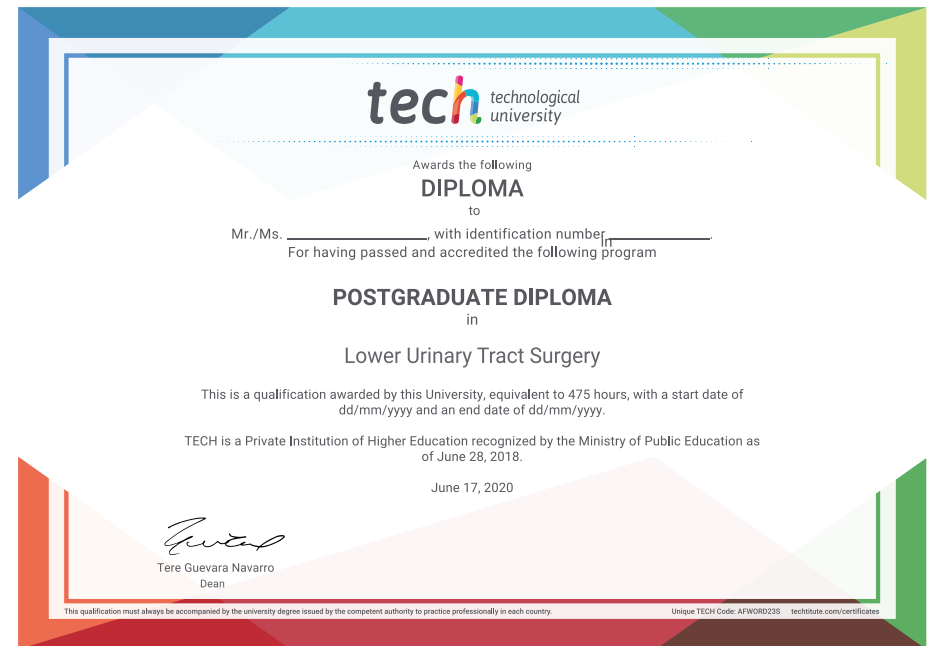 tech technological
university
Awards the following
DIPLOMA
to
Mr./Ms. ____________________, with identification number ______________.
in
For having passed and accredited the following program
POSTGRADUATE DIPLOMA
in
Lower Urinary Tract Surgery
This is a qualification awarded by this University, equivalent to 475 hours, with a start date of
dd/mm/yyyy and an end date of dd/mm/yyyy.
TECH is a Private Institution of Higher Education recognized by the Ministry of Public Education as
of June 28, 2018.
June 17, 2020
Tere Guevara Navarro
Dean
This qualification must always be accompanied by the university degree issued by the competent authority to practice professionally in each country. Unique TECH Code: AFWORD23S techtitute.com/certificates